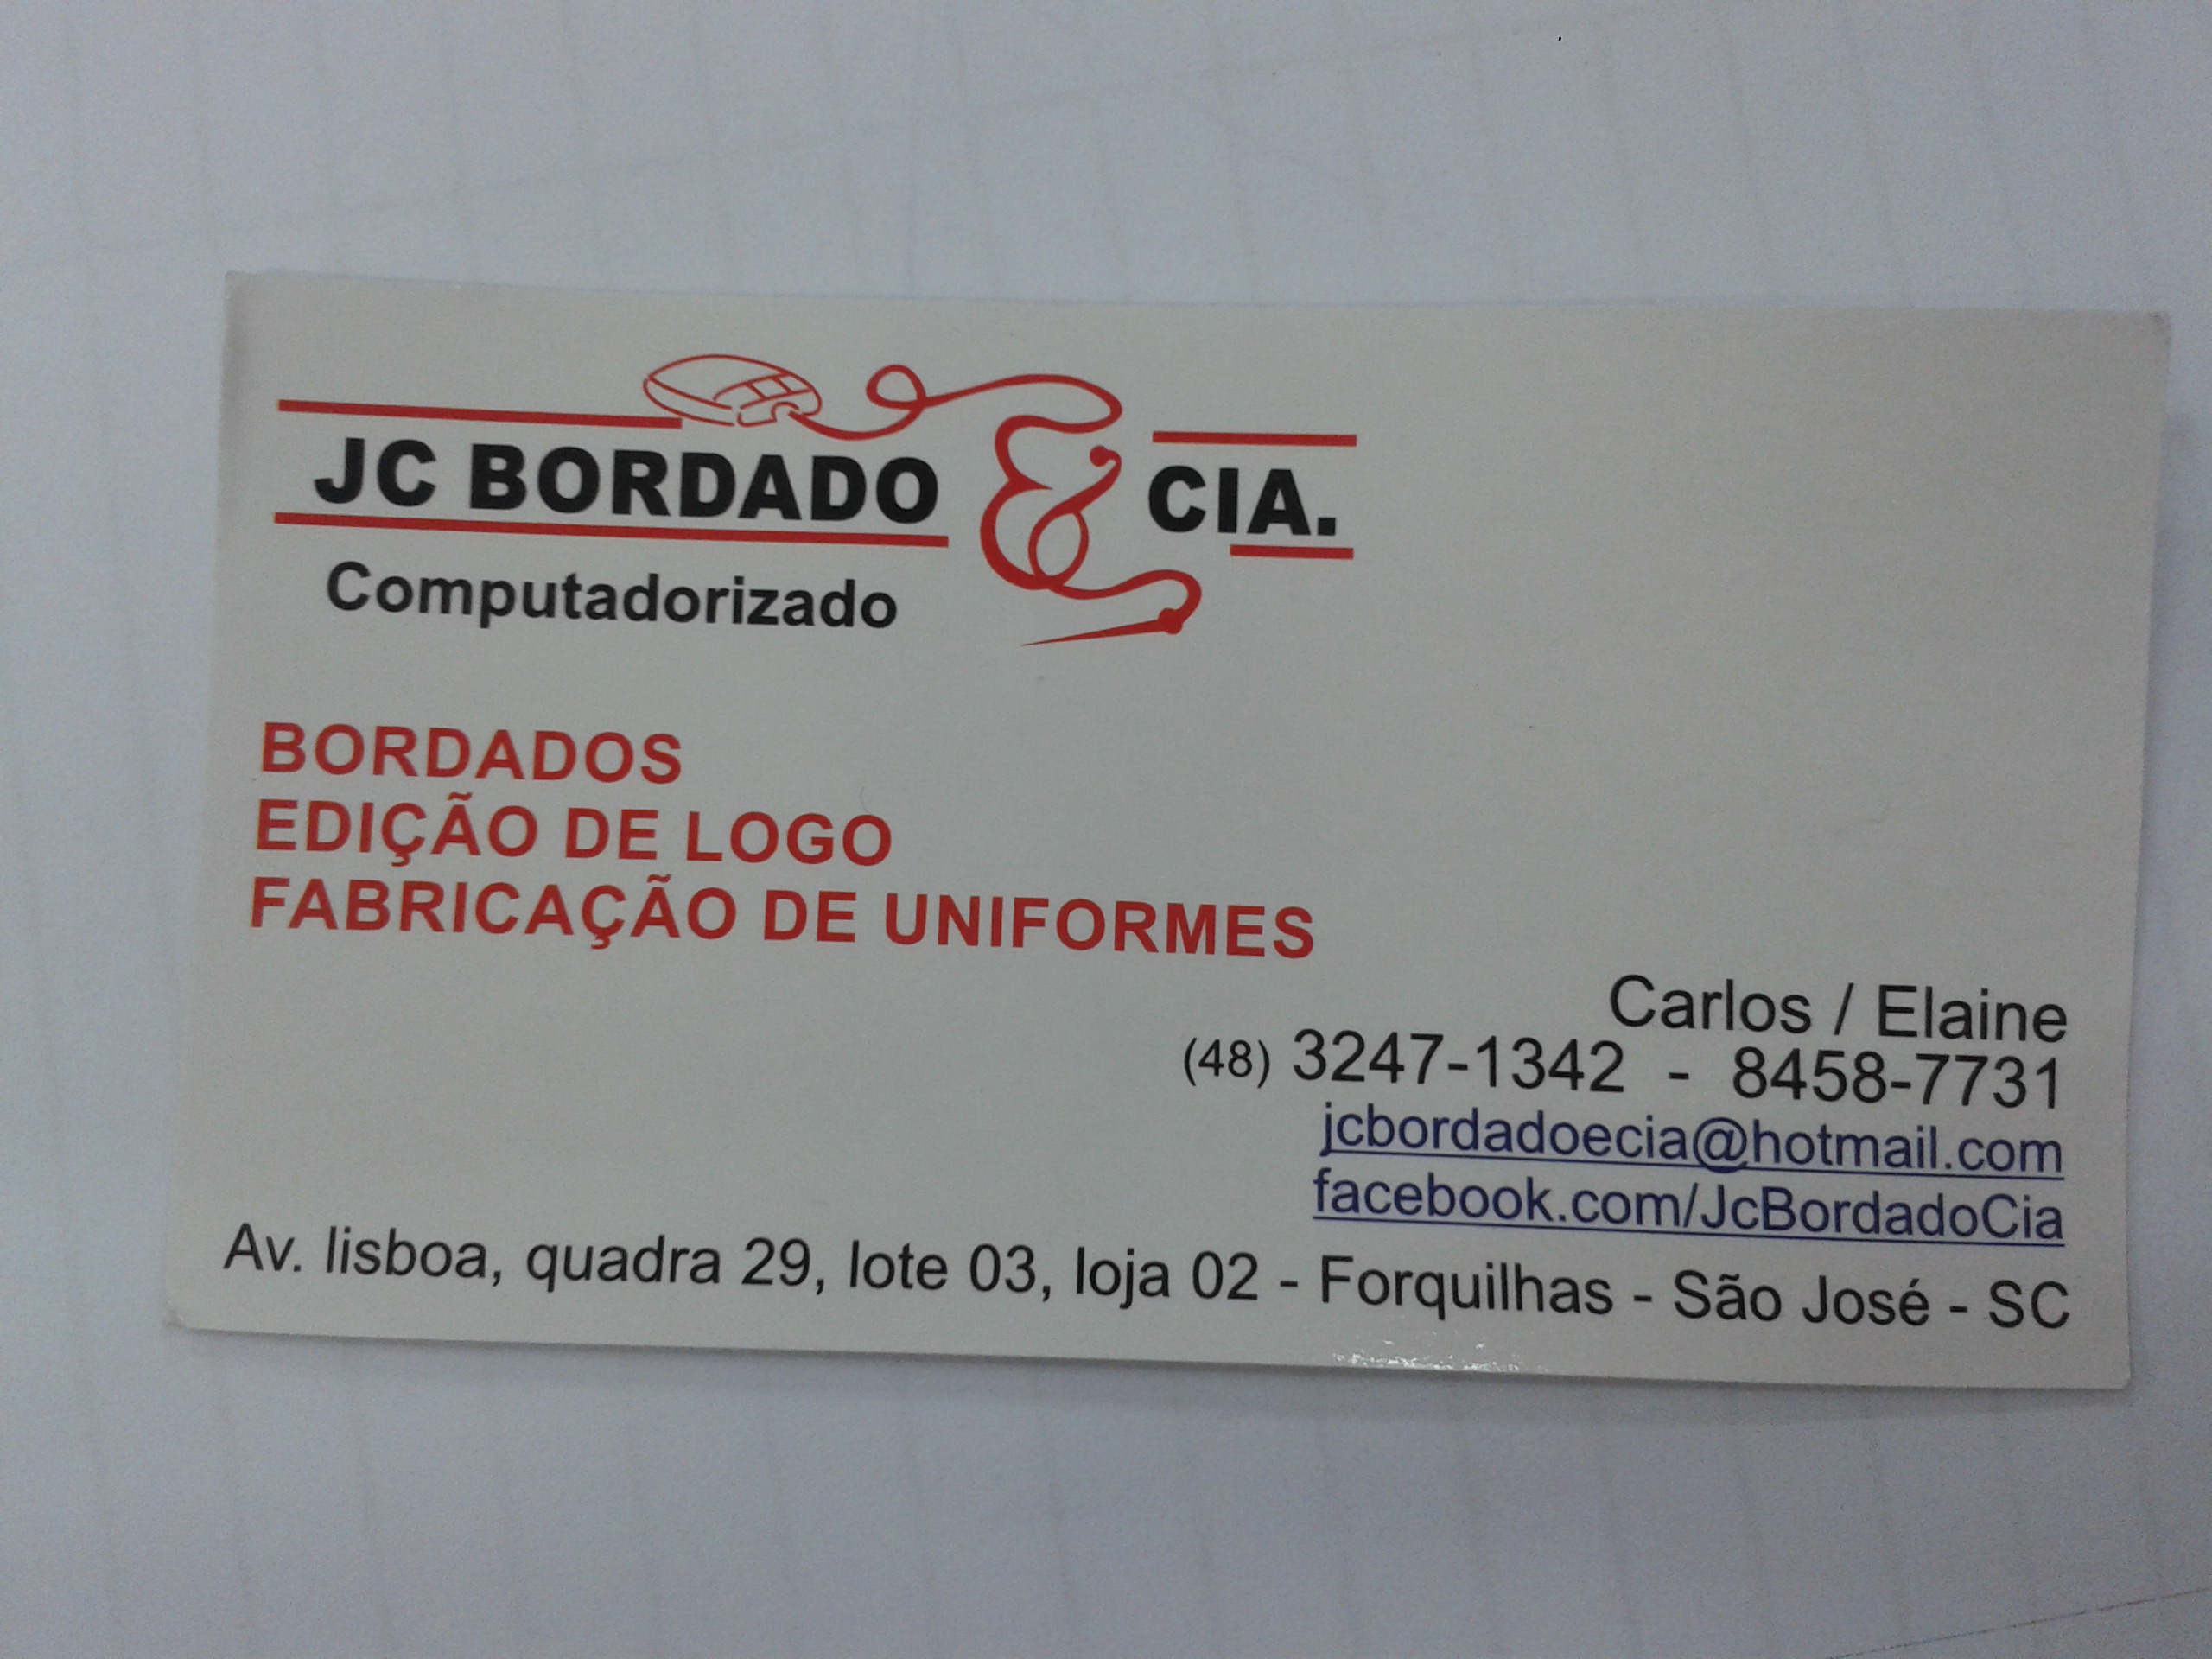 JC BORDADO & CIA.
Computadorizado
BORDADOS
EDIÇÃO DE LOGO
FABRICAÇÃO DE UNIFORMES
Carlos / Elaine
(48) 3247-1342 - 8458-7731
jcbordadoecia@hotmail.com
facebook.com/JcBordadoCia
Av. lisboa, quadra 29, lote 03, loja 02 - Forquilhas - São José - SC